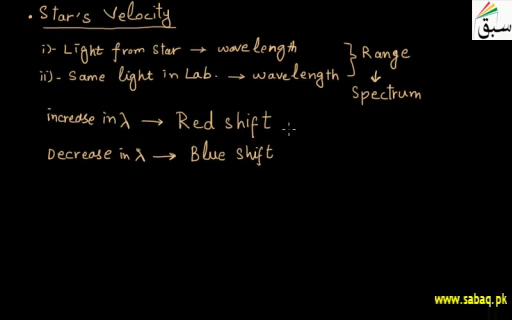 • Star's Velocity
i)- Light from star → wavelength
ii)- Same light in Lab. → wavelength
Range
↓
Spectrum
increase in λ → Red shift
Decrease in λ → Blue shift
سبق
www.sabaq.pk